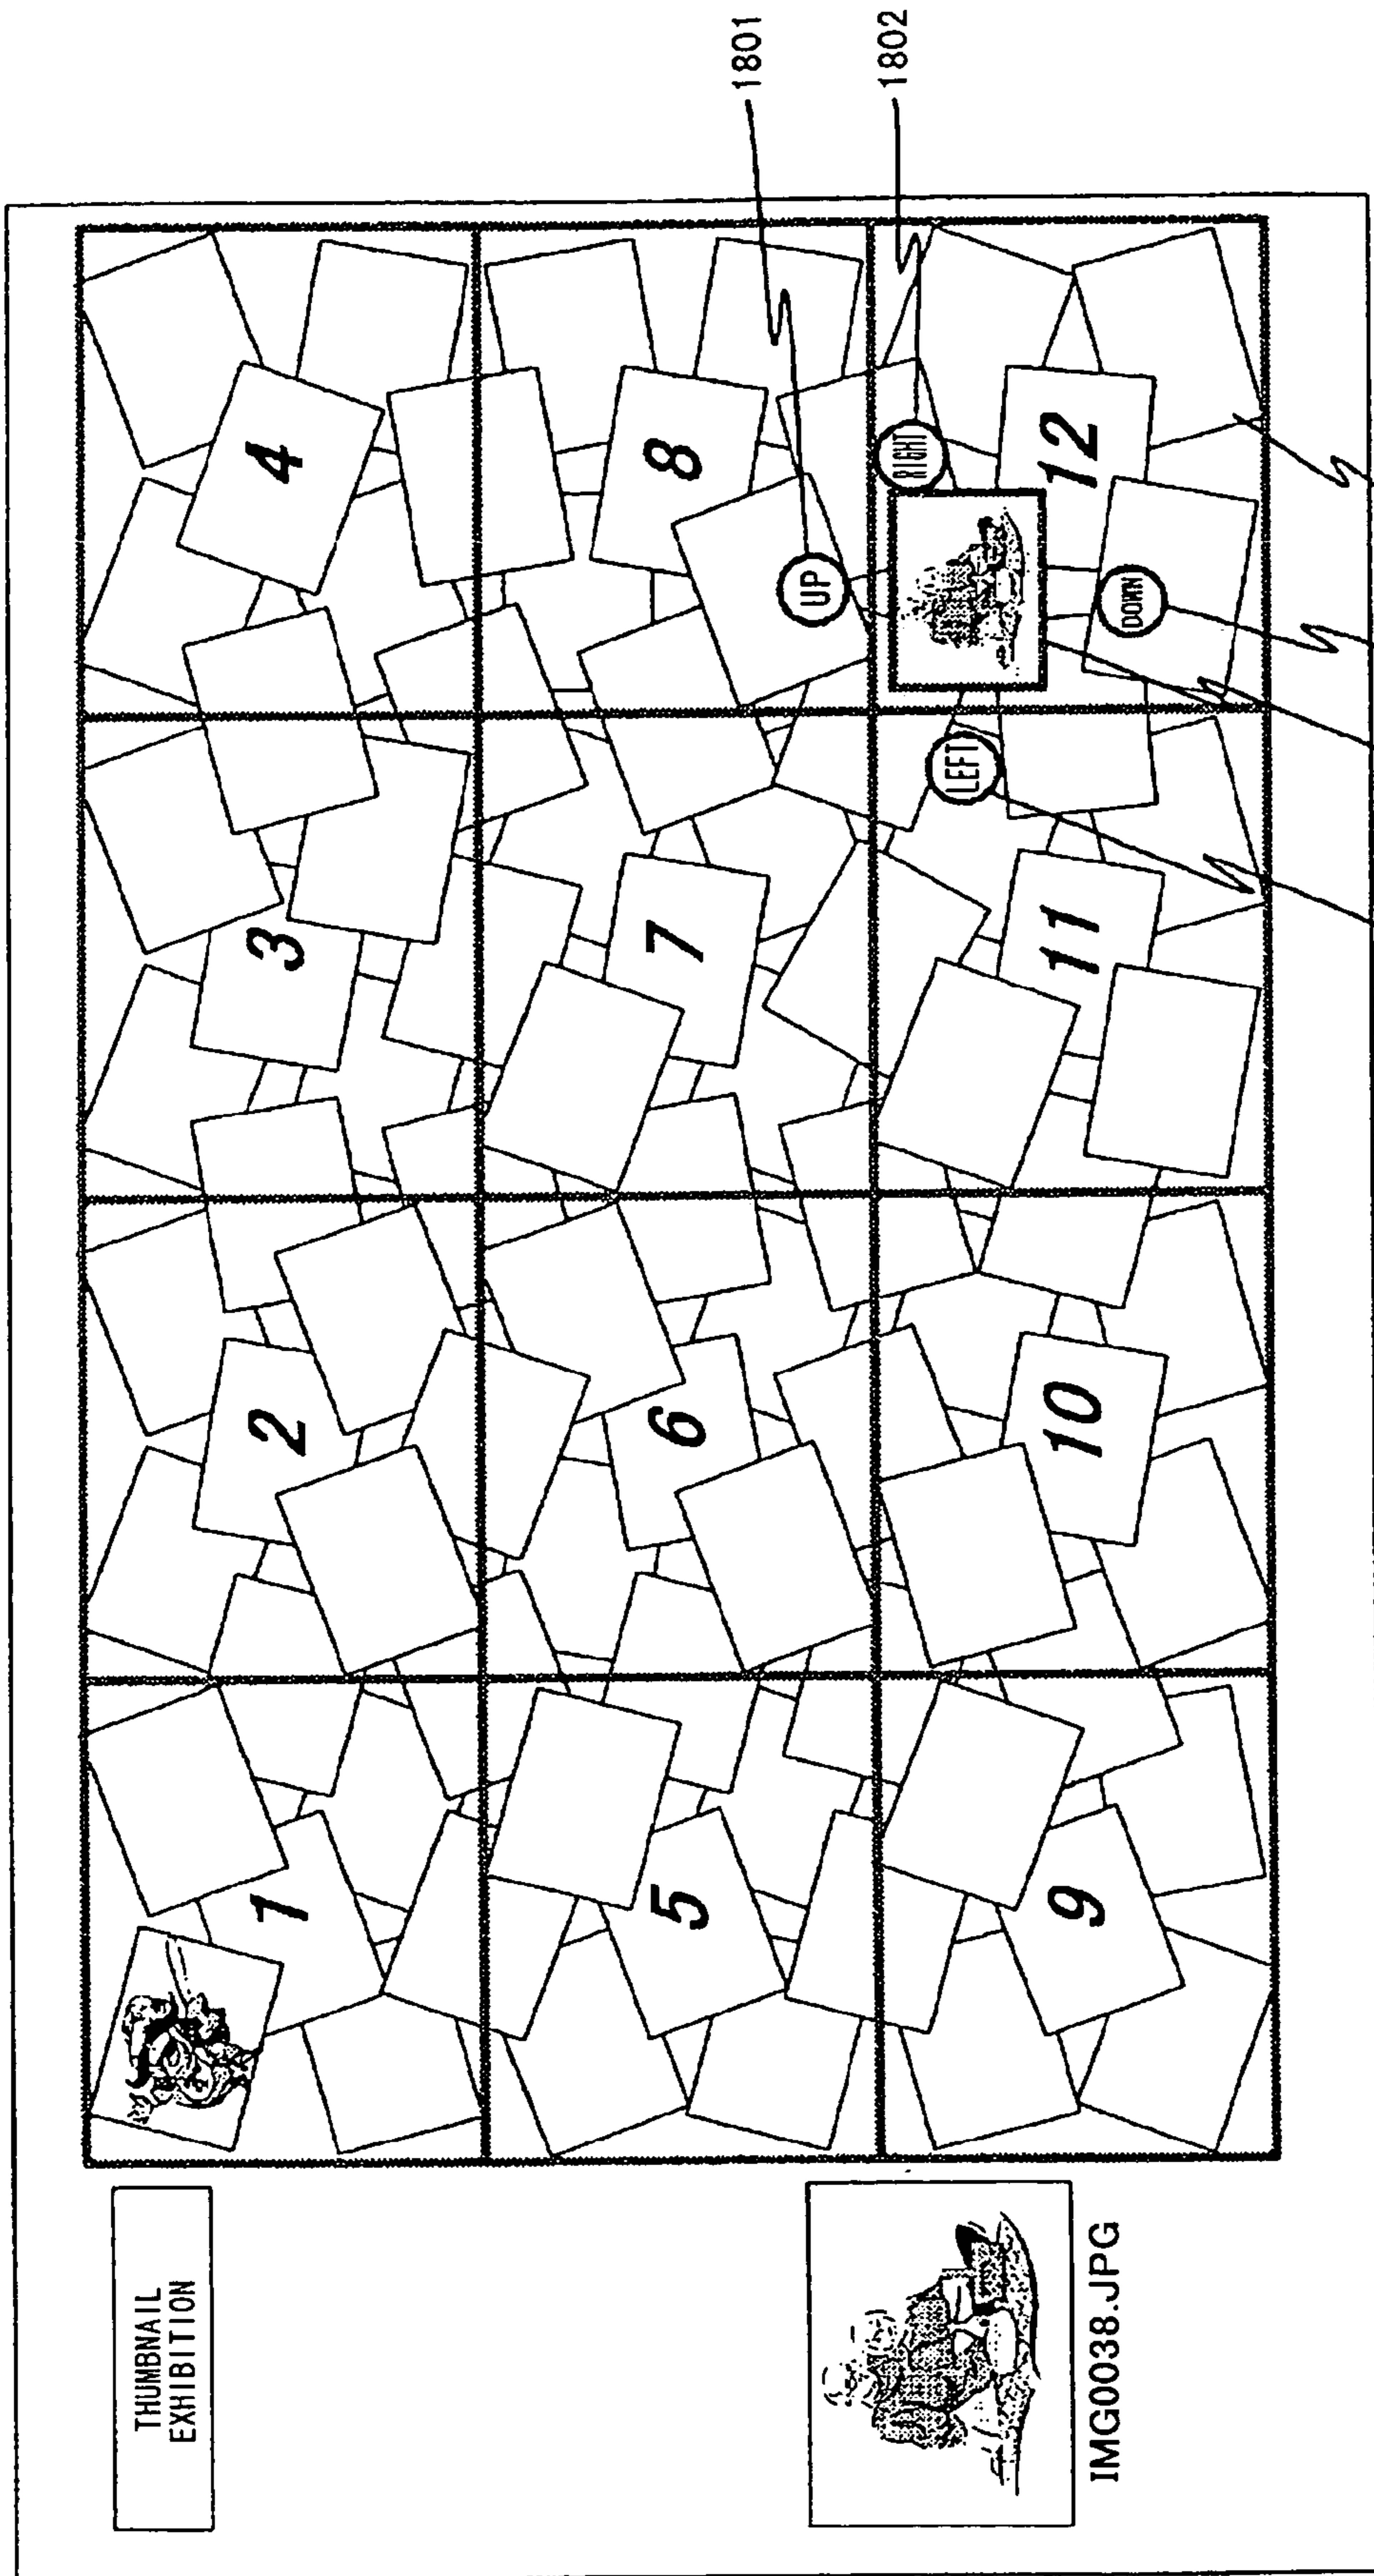 THUMBNAIL
EXHIBITION
1
2
3
4
5
6
7
8
9
10
11
12
UP
RIGHT
LEFT
DOWN
1801
1802
IMG0038.JPG